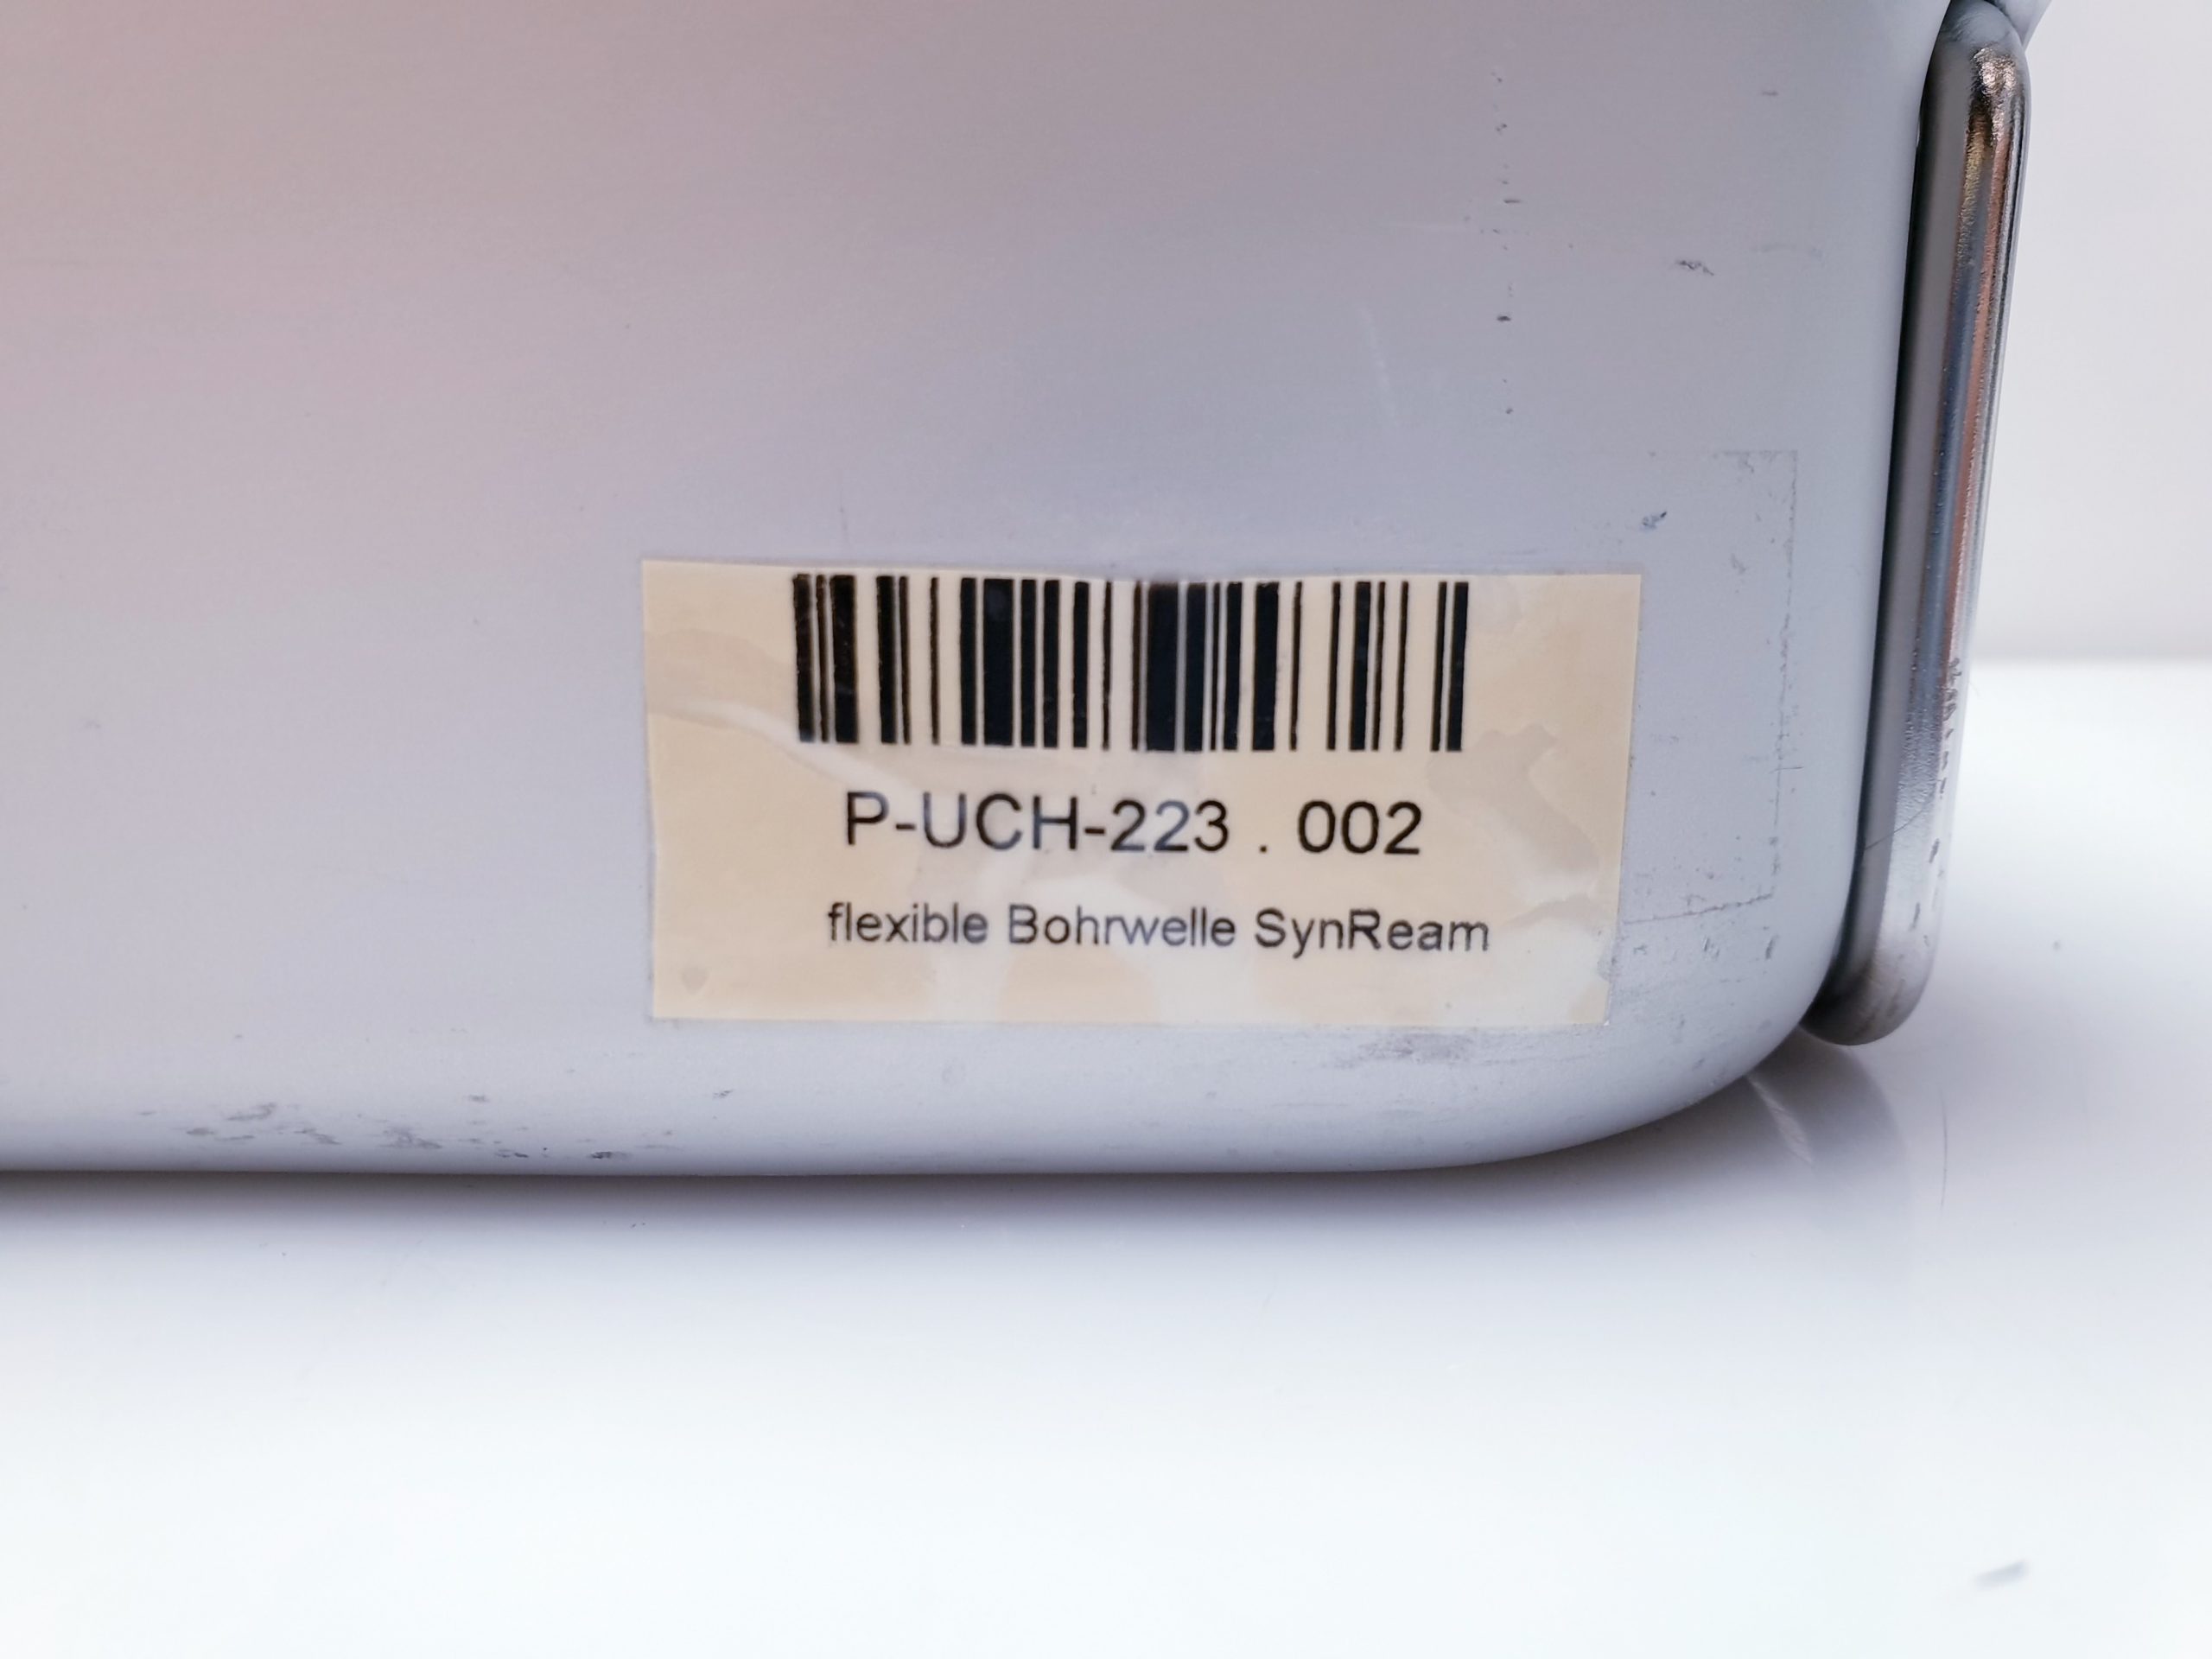 P-UCH-223 . 002
flexible Bohrwelle SynReam